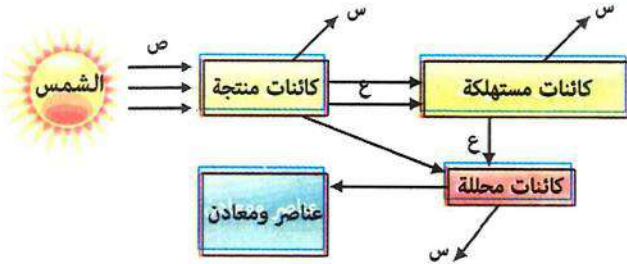 س
س
ص
الشمس
كائنات منتجة
ع
كائنات مستهلكة
ع
كائنات محللة
عناصر ومعادن
س